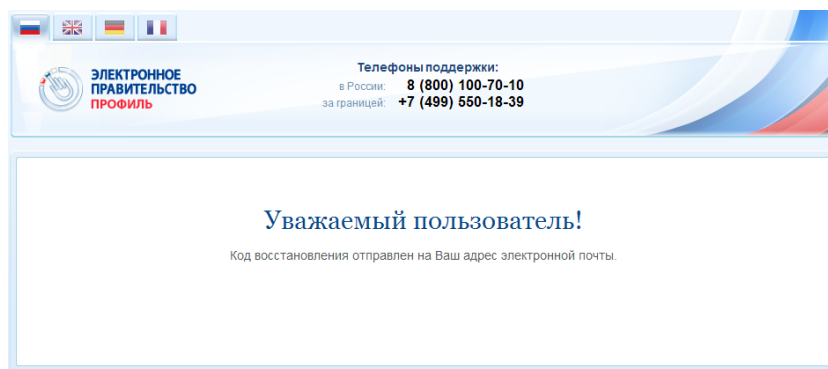 Телефоны поддержки:
ЭЛЕКТРОННОЕ
ПРАВИТЕЛЬСТВО
ПРОФИЛЬ
в России: 8 (800) 100-70-10
за границей: +7 (499) 550-18-39
Уважаемый пользователь!
Код восстановления отправлен на Ваш адрес электронной почты.